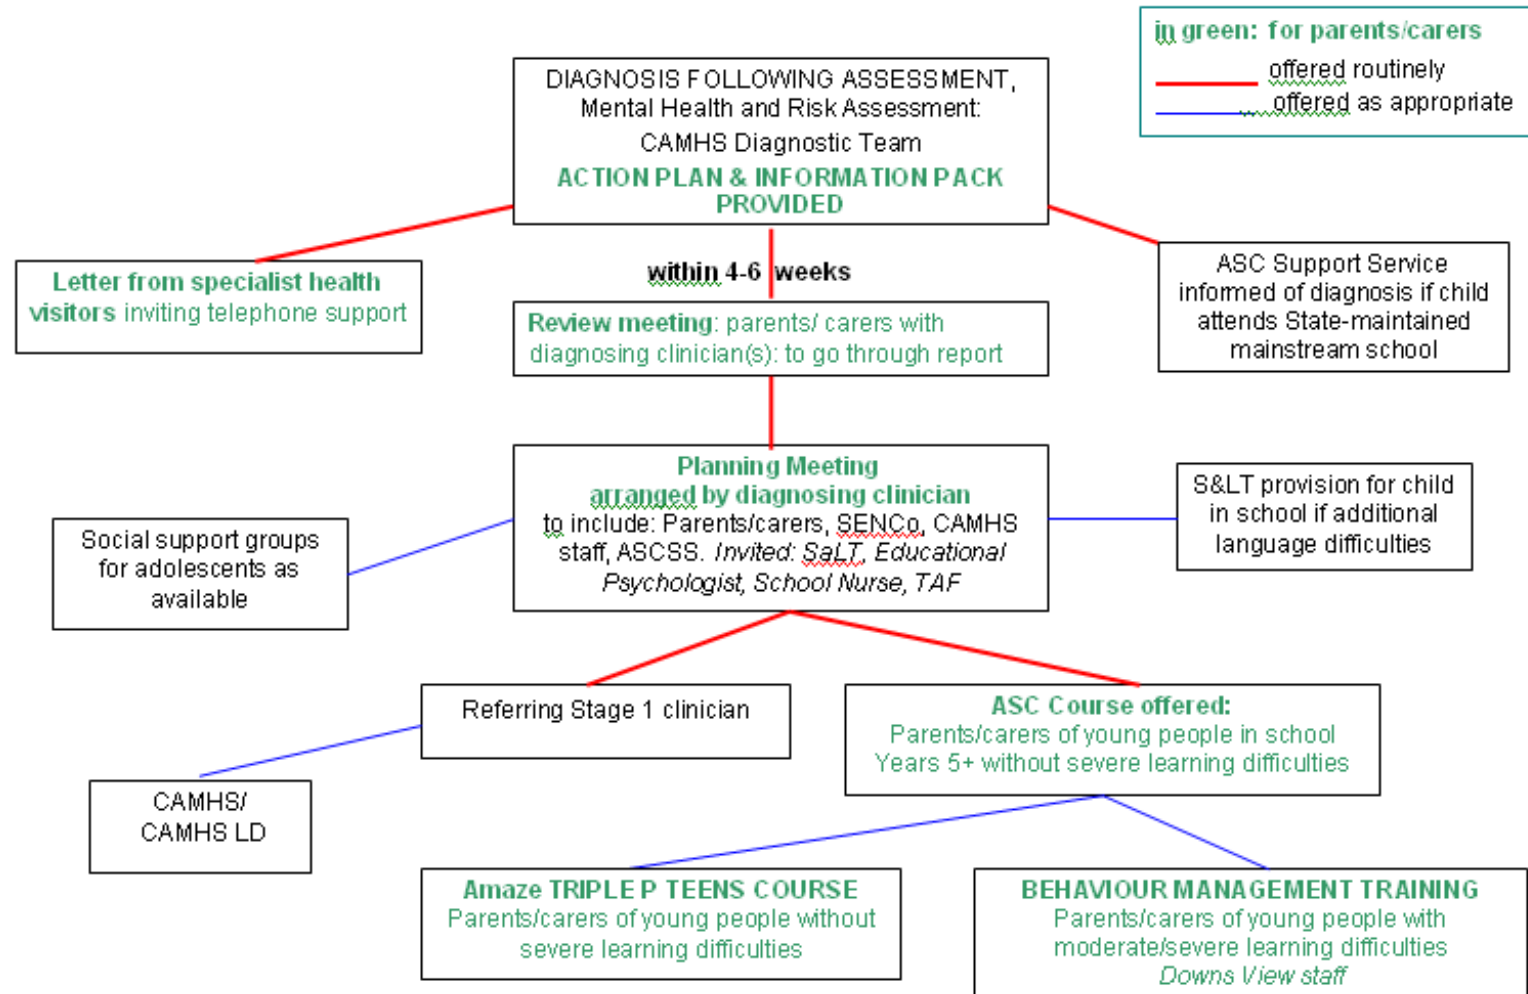 in green: for parents/carers
offered routinely
offered as appropriate
DIAGNOSIS FOLLOWING ASSESSMENT,
Mental Health and Risk Assessment:
CAMHS Diagnostic Team
ACTION PLAN & INFORMATION PACK
PROVIDED
Letter from specialist health
visitors inviting telephone support
within 4-6 weeks
ASC Support Service
informed of diagnosis if child
attends State-maintained
mainstream school
Review meeting: parents/ carers with
diagnosing clinician(s): to go through report
Planning Meeting
arranged by diagnosing clinician
to include: Parents/carers, SENCo, CAMHS
staff, ASCSS. Invited: SaLT, Educational
Psychologist, School Nurse, TAF
Social support groups
for adolescents as
available
S&LT provision for child
in school if additional
language difficulties
Referring Stage 1 clinician
ASC Course offered:
Parents/carers of young people in school
Years 5+ without severe learning difficulties
CAMHS/
CAMHS LD
Amaze TRIPLE P TEENS COURSE
Parents/carers of young people without
severe learning difficulties
BEHAVIOUR MANAGEMENT TRAINING
Parents/carers of young people with
moderate/severe learning difficulties
Downs View staff